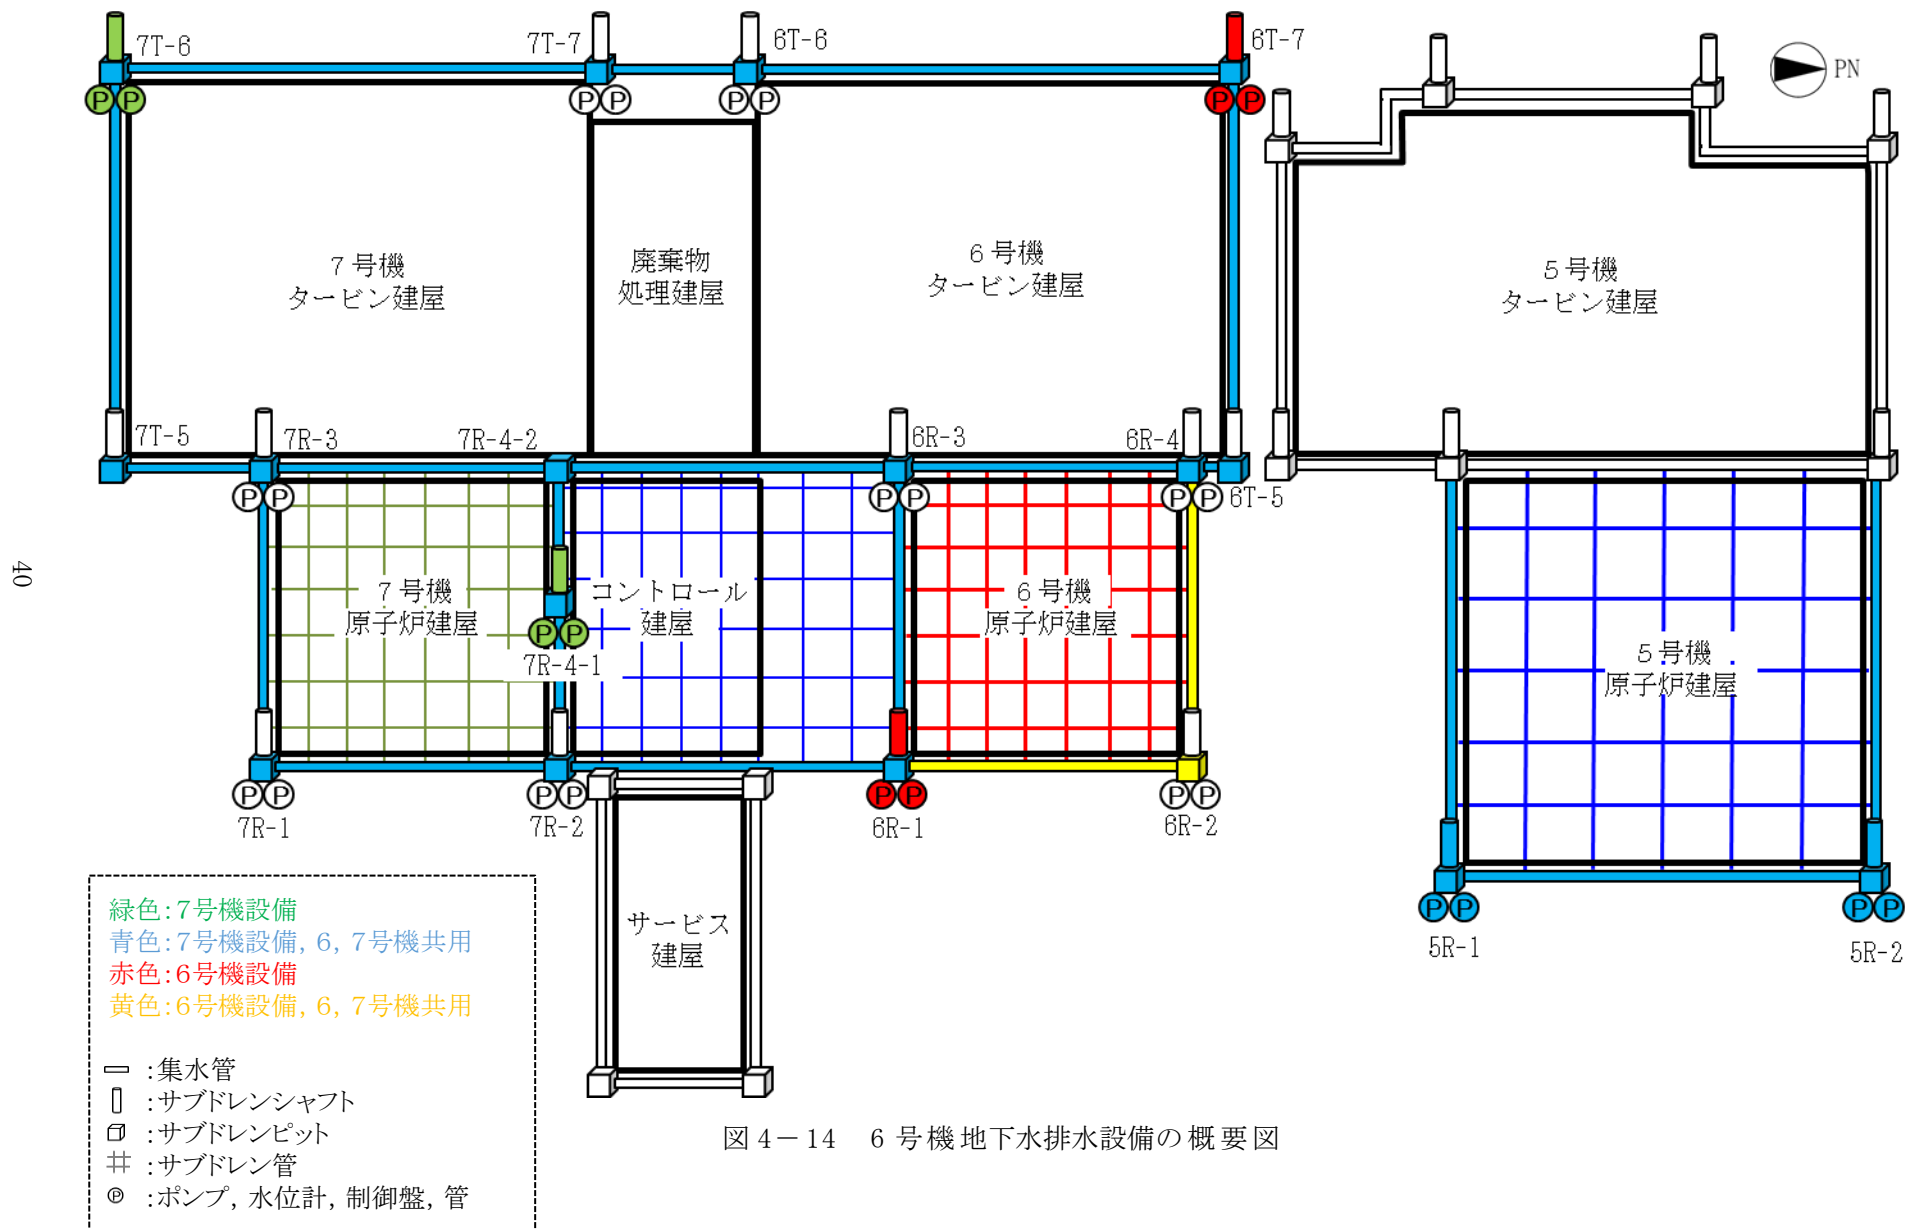 7T-6
7T-7
6T-6
6T-7
PN
P P
P P
P P
P P
7号機
タービン建屋
廃棄物
処理建屋
6号機
タービン建屋
5号機
タービン建屋
7T-5
7R-3
7R-4-2
6R-3
6R-4
6T-5
P P
P P
P P
7号機
原子炉建屋
コントロール
建屋
6号機
原子炉建屋
5号機
原子炉建屋
P P
7R-4-1
P P
P P
P P
P P
7R-1
7R-2
6R-1
6R-2
P P
P P
5R-1
5R-2
サービス
建屋
緑色:7号機設備
青色:7号機設備, 6, 7号機共用
赤色:6号機設備
黄色:6号機設備, 6, 7号機共用
:集水管
:サブドレンシャフト
:サブドレンピット
:サブドレン管
P :ポンプ, 水位計, 制御盤, 管
図4－14 6号機地下水排水設備の概要図
40